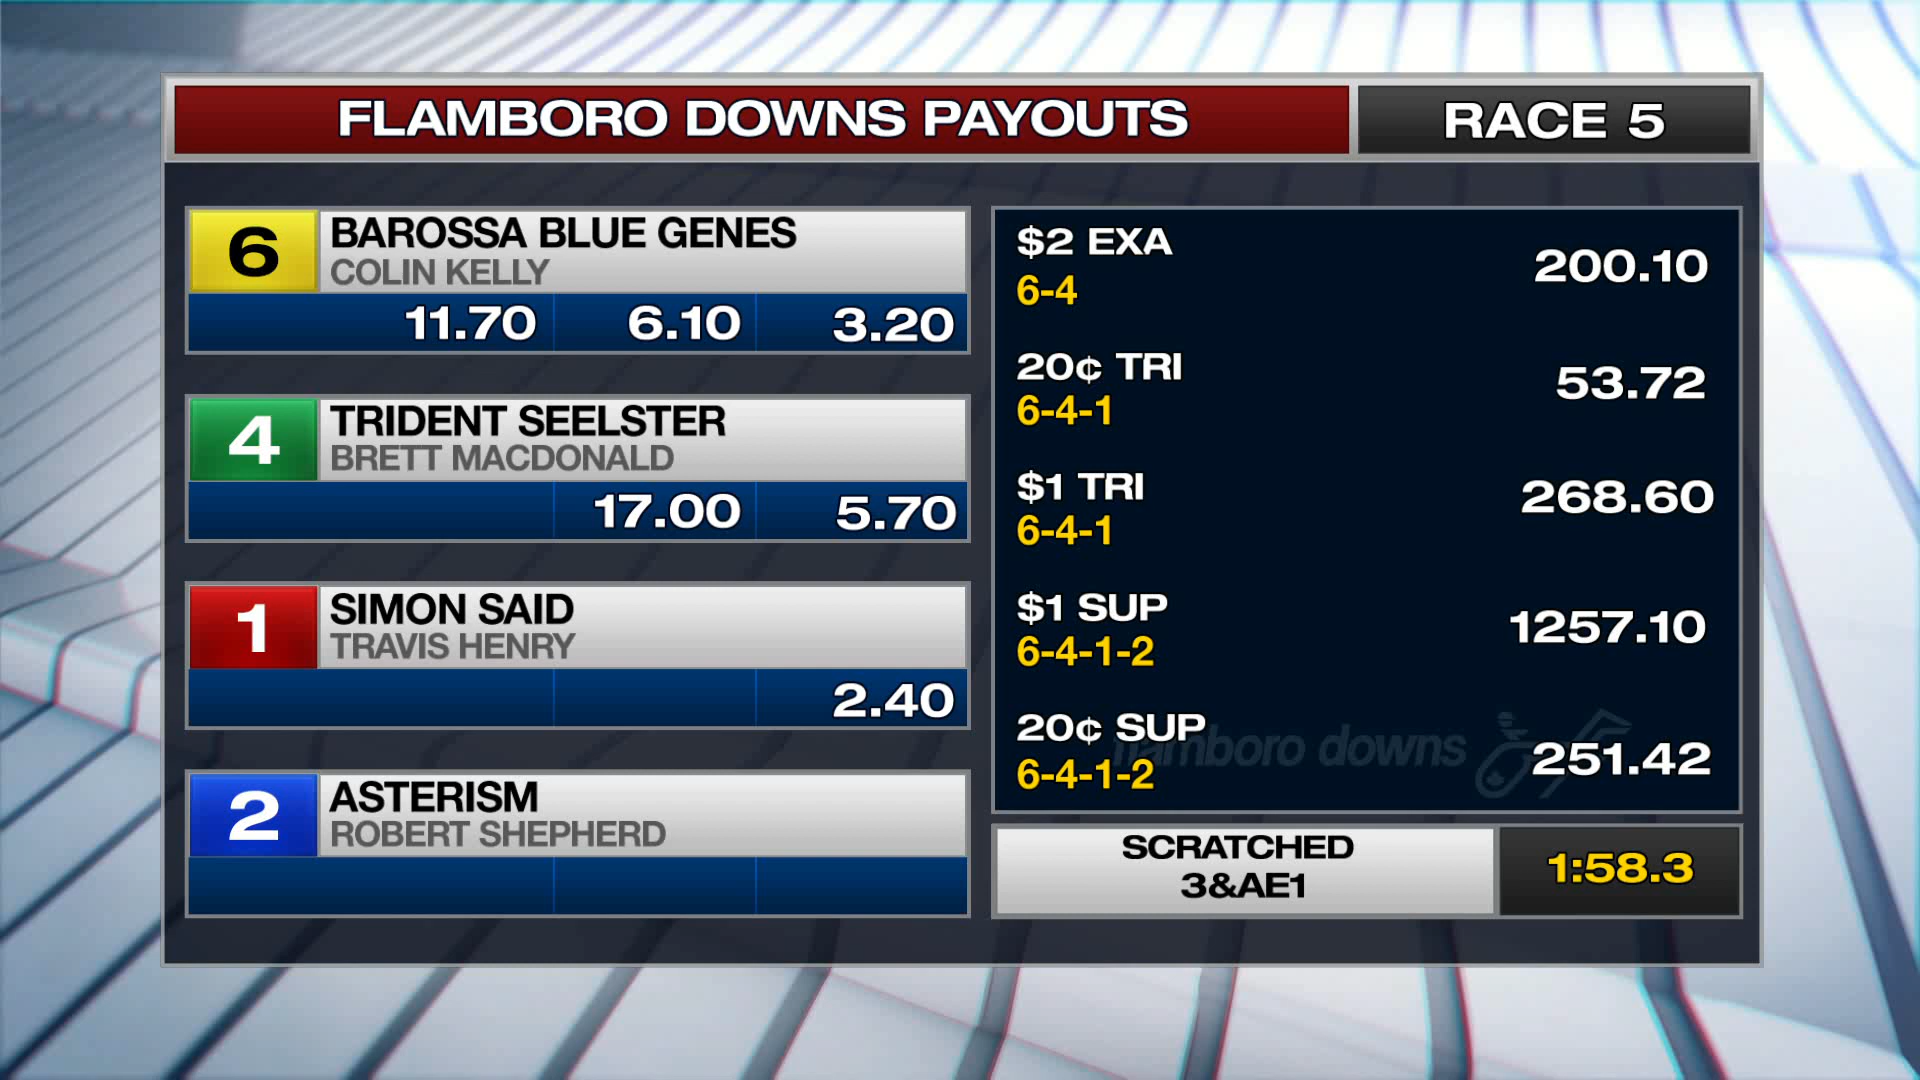 FLAMBORO DOWNS PAYOUTS
RACE 5
6
BAROSSA BLUE GENES
COLIN KELLY
11.70 6.10 3.20
4
TRIDENT SEELSTER
BRETT MACDONALD
17.00 5.70
1
SIMON SAID
TRAVIS HENRY
2.40
2
ASTERISM
ROBERT SHEPHERD
$2 EXA
6-4
200.10
20¢ TRI
6-4-1
53.72
$1 TRI
6-4-1
268.60
$1 SUP
6-4-1-2
1257.10
20¢ SUP
6-4-1-2
251.42
flamboro downs
SCRATCHED
3&AE1
1:58.3